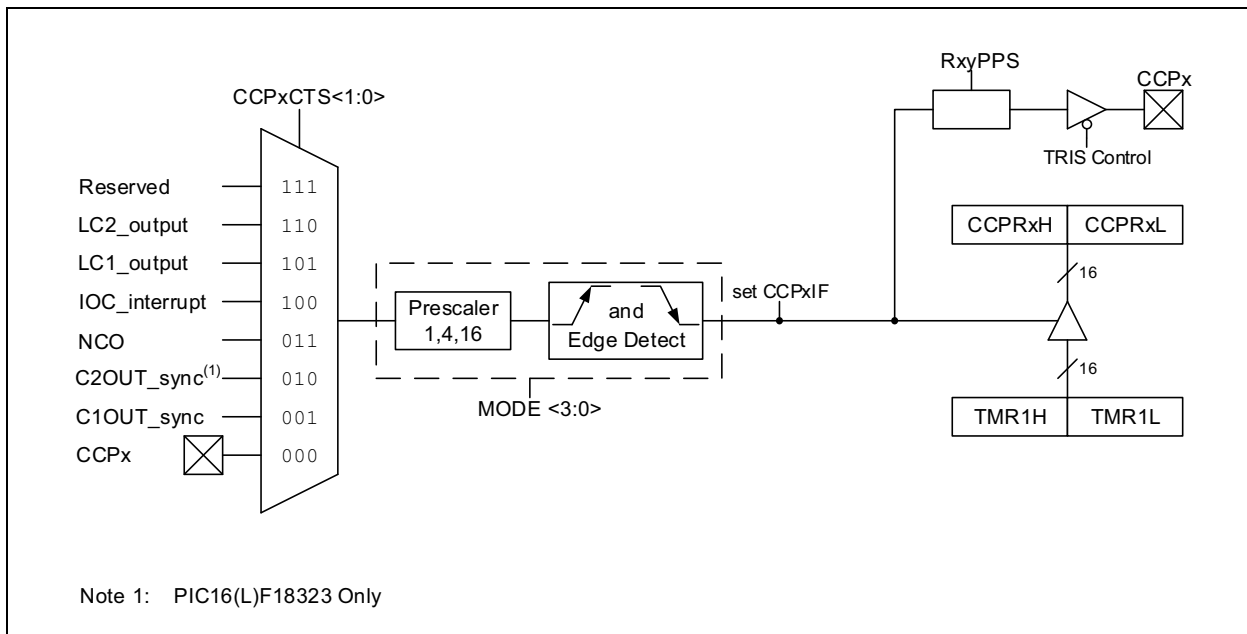 RxyPPS
CCPx
CCPxCTS<1:0>
TRIS Control
Reserved 111
LC2_output 110
LC1_output 101
IOC_interrupt 100
NCO 011
C2OUT_sync(1) 010
C1OUT_sync 001
CCPx 000
Prescaler
1,4,16
and
Edge Detect
MODE <3:0>
set CCPxIF
CCPRxH CCPRxL
16
16
TMR1H TMR1L
Note 1: PIC16(L)F18323 Only